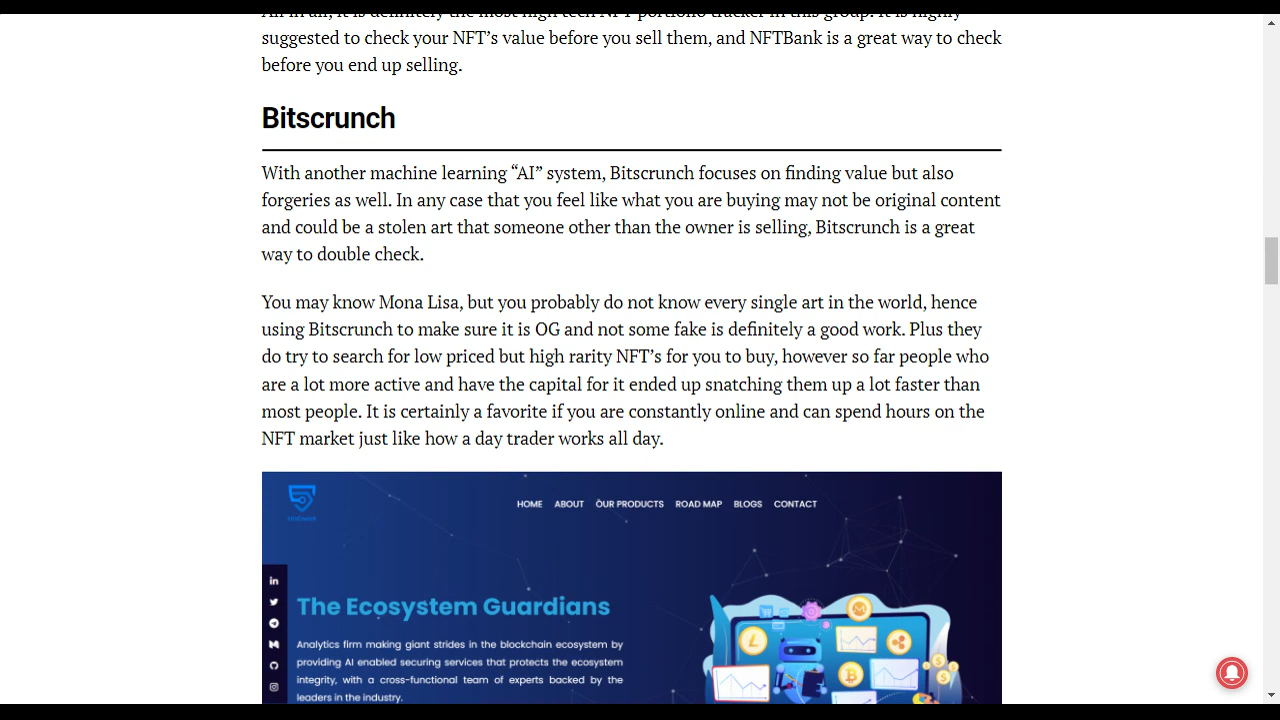 All in all, it is definitely the most high tech NFT portfolio tracker in this group. It is highly
suggested to check your NFT’s value before you sell them, and NFTBank is a great way to check
before you end up selling.
Bitscrunch
With another machine learning “AI” system, Bitscrunch focuses on finding value but also
forgeries as well. In any case that you feel like what you are buying may not be original content
and could be a stolen art that someone other than the owner is selling, Bitscrunch is a great
way to double check.
You may know Mona Lisa, but you probably do not know every single art in the world, hence
using Bitscrunch to make sure it is OG and not some fake is definitely a good work. Plus they
do try to search for low priced but high rarity NFT’s for you to buy, however so far people who
are a lot more active and have the capital for it ended up snatching them up a lot faster than
most people. It is certainly a favorite if you are constantly online and can spend hours on the
NFT market just like how a day trader works all day.
HOME ABOUT OUR PRODUCTS ROAD MAP BLOGS CONTACT
The Ecosystem Guardians
Analytics firm making giant strides in the blockchain ecosystem by
providing AI enabled securing services that protects the ecosystem
integrity, with a cross-functional team of experts backed by the
leaders in the industry.